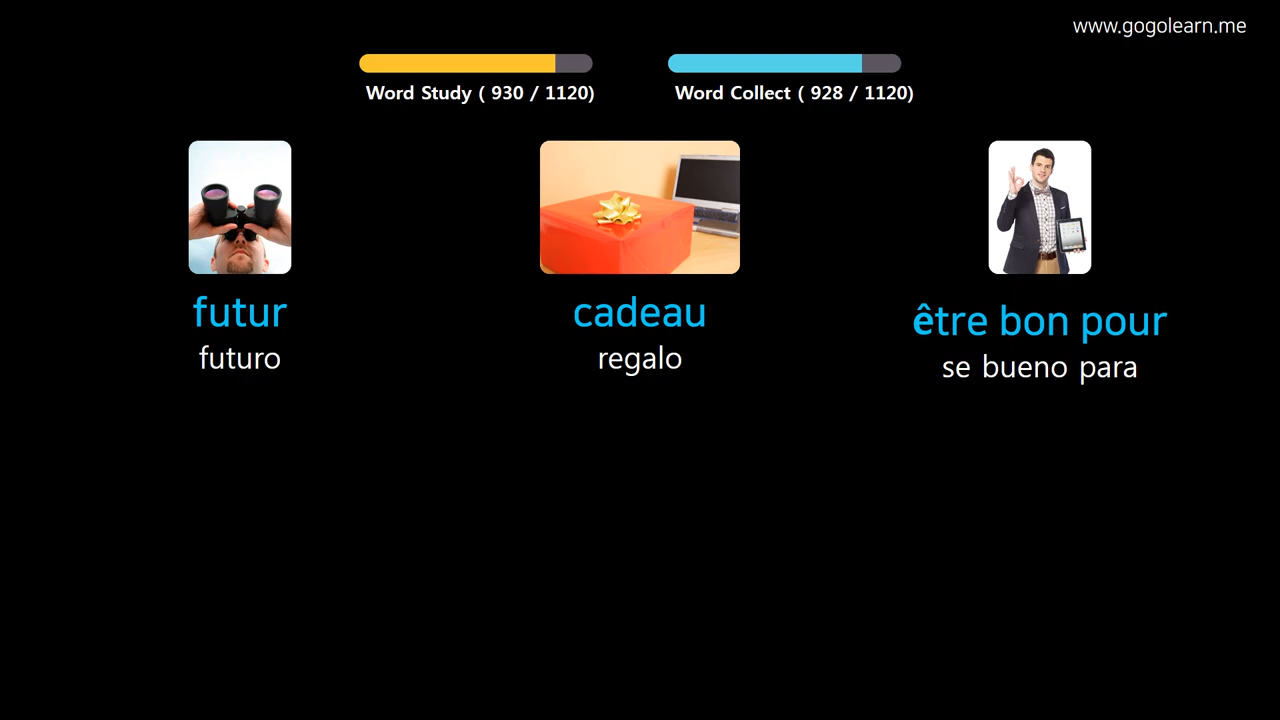 www.gogolearn.me
Word Study ( 930 / 1120)
Word Collect ( 928 / 1120)
futur
futuro
cadeau
regalo
être bon pour
se bueno para